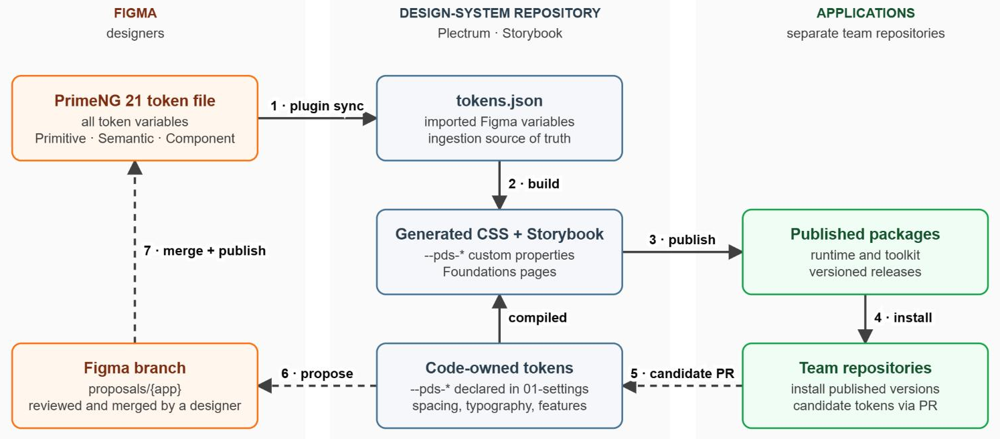 FIGMA
designers
DESIGN-SYSTEM REPOSITORY
Plectrum · Storybook
APPLICATIONS
separate team repositories
PrimeNG 21 token file
all token variables
Primitive · Semantic · Component
1 · plugin sync
tokens.json
imported Figma variables
ingestion source of truth
2 · build
Generated CSS + Storybook
--pds-* custom properties
Foundations pages
3 · publish
Published packages
runtime and toolkit
versioned releases
7 · merge + publish
compiled
4 · install
Figma branch
proposals/{app}
reviewed and merged by a designer
6 · propose
Code-owned tokens
--pds-* declared in 01-settings
spacing, typography, features
5 · candidate PR
Team repositories
install published versions
candidate tokens via PR